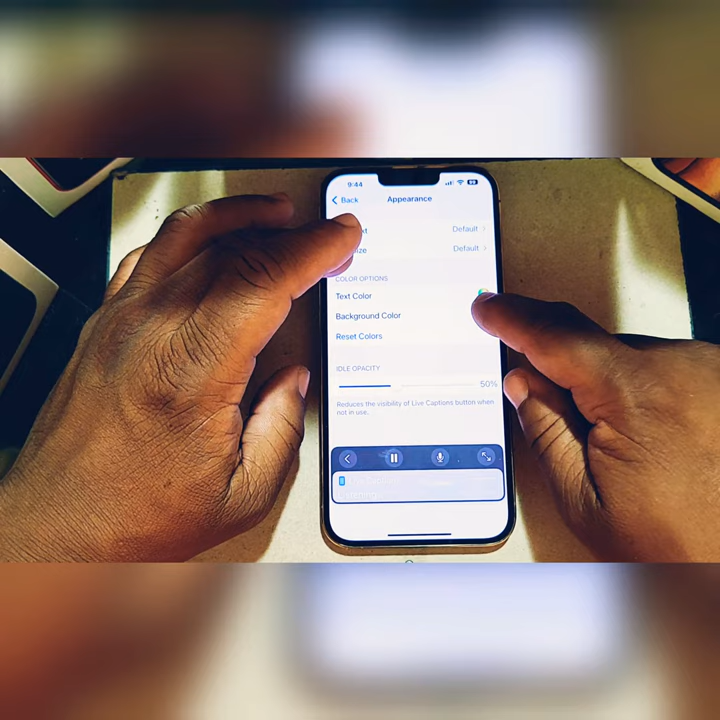 9:44
Back
Appearance
Default
Default
COLOR OPTIONS
Text Color
Background Color
Reset Colors
IDLE OPACITY
50%
Reduces the visibility of Live Captions button when
not in use.